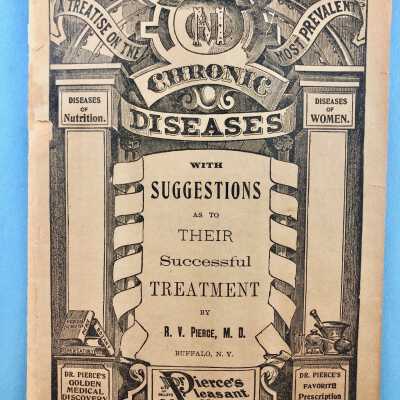 A TREATISE ON THE MOST PREVALENT
M
CHRONIC
DISEASES
DISEASES
OF
Nutrition.
DISEASES
OF
WOMEN.
WITH
SUGGESTIONS
AS TO
THEIR
Successful
TREATMENT
BY
R. V. PIERCE, M. D.
BUFFALO, N. Y.
DR. PIERCE'S
GOLDEN
MEDICAL
DISCOVERY
DR. Pierce's
Pleasant
DR. PIERCE'S
FAVORITE
Prescription